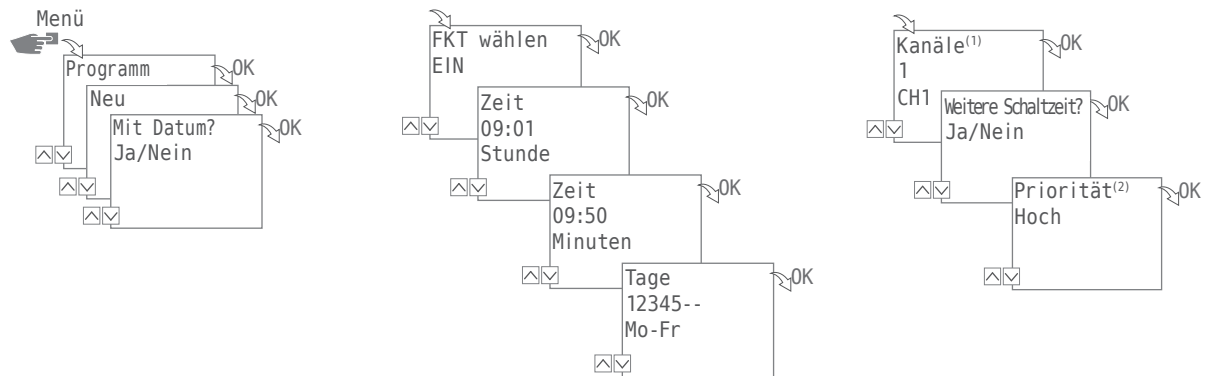 Menü
Programm
OK
Neu
OK
Mit Datum?
Ja/Nein
OK
FKT wählen
EIN
OK
Zeit
09:01
Stunde
OK
Zeit
09:50
Minuten
OK
Tage
12345--
Mo-Fr
OK
Kanäle(1)
1
CH1
OK
Weitere Schaltzeit?
Ja/Nein
OK
Priorität(2)
Hoch
OK